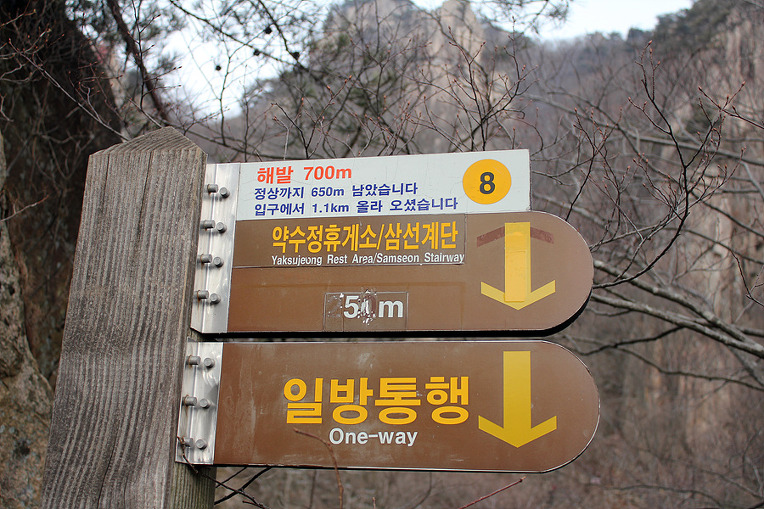 해발 700m
정상까지 650m 남았습니다
입구에서 1.1km 올라 오셨습니다
8
약수정휴게소/삼선계단
Yaksujeong Rest Area/Samseon Stairway
일방통행
One-way